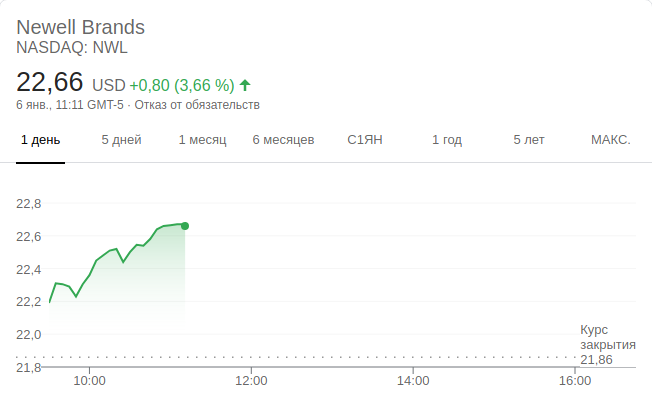 Newell Brands
NASDAQ: NWL
22,66 USD +0,80 (3,66 %)
6 янв., 11:11 GMT-5 · Отказ от обязательств
1 день 5 дней 1 месяц 6 месяцев С1ЯН 1 год 5 лет МАКС.
22,8
22,6
22,4
22,2
22,0
21,8
Курс
закрытия
21,86
10:00 12:00 14:00 16:00